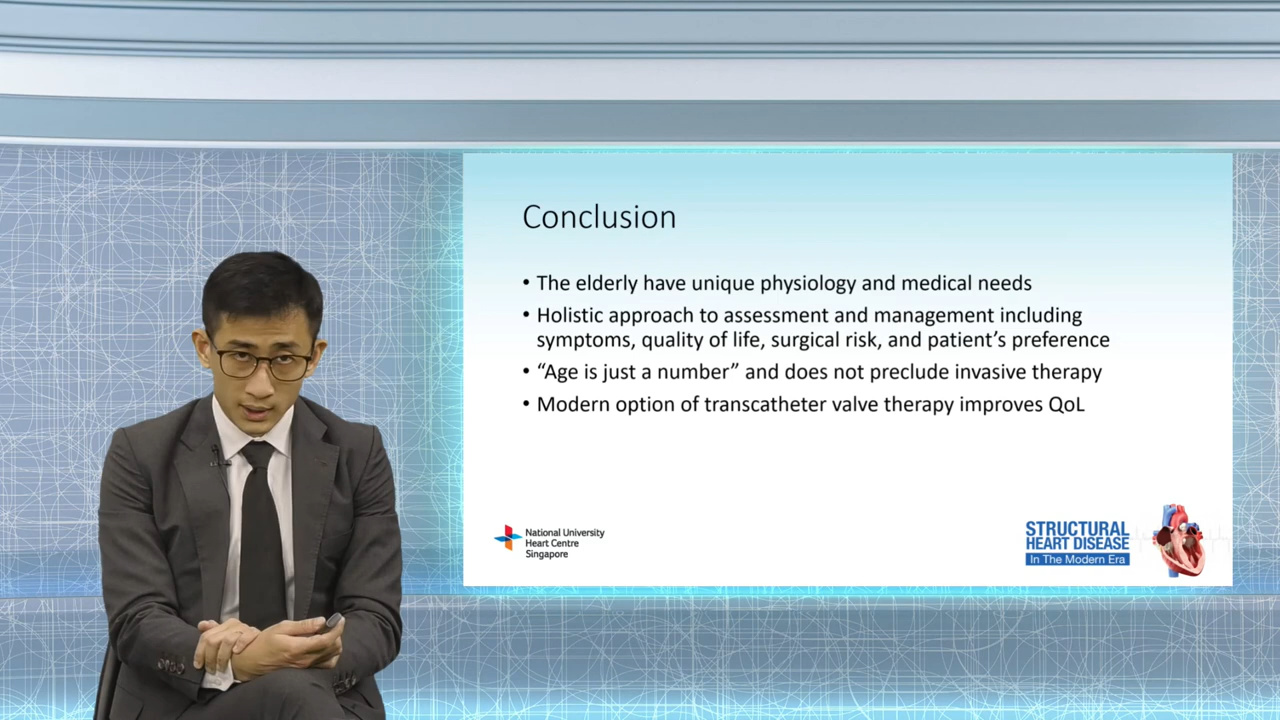 Conclusion
• The elderly have unique physiology and medical needs
• Holistic approach to assessment and management including
symptoms, quality of life, surgical risk, and patient’s preference
• “Age is just a number” and does not preclude invasive therapy
• Modern option of transcatheter valve therapy improves QoL
National University
Heart Centre
Singapore
STRUCTURAL
HEART DISEASE
In The Modern Era